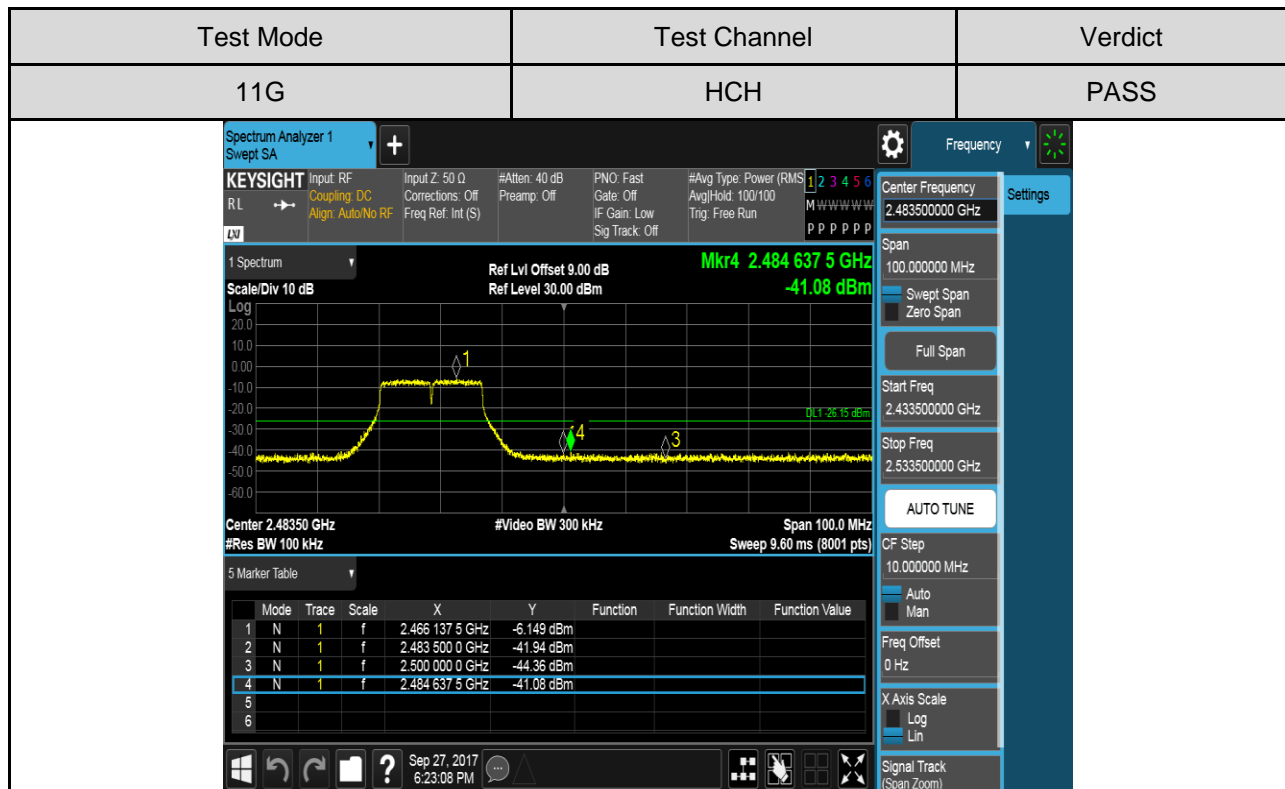 Test Mode Test Channel Verdict
11G HCH PASS
Spectrum Analyzer 1
Swept SA
+
Frequency
KEYSIGHT
RL
LXI
Input: RF
Coupling: DC
Align: Auto/No RF
Input Z: 50 Ω
Corrections: Off
Freq Ref: Int (S)
#Atten: 40 dB
Preamp: Off
PNO: Fast
Gate: Off
IF Gain: Low
Sig Track: Off
#Avg Type: Power (RMS
Avg|Hold: 100/100
Trig: Free Run
1 2 3 4 5 6
M W W W W W
P P P P P P
1 Spectrum
Scale/Div 10 dB
Ref Lvl Offset 9.00 dB
Ref Level 30.00 dBm
Mkr4 2.484 637 5 GHz
-41.08 dBm
Log
20.0
10.0
0.00
-10.0
-20.0
-30.0
-40.0
-50.0
-60.0
1
4
3
DL1 -26.15 dBm
Center 2.48350 GHz
#Res BW 100 kHz
#Video BW 300 kHz
Span 100.0 MHz
Sweep 9.60 ms (8001 pts)
5 Marker Table
Mode Trace Scale X Y Function Function Width Function Value
1 N 1 f 2.466 137 5 GHz -6.149 dBm
2 N 1 f 2.483 500 0 GHz -41.94 dBm
3 N 1 f 2.500 000 0 GHz -44.36 dBm
4 N 1 f 2.484 637 5 GHz -41.08 dBm
5
6
?
Sep 27, 2017
6:23:08 PM
Center Frequency
2.483500000 GHz
Settings
Span
100.000000 MHz
Swept Span
Zero Span
Full Span
Start Freq
2.433500000 GHz
Stop Freq
2.533500000 GHz
AUTO TUNE
CF Step
10.000000 MHz
Auto
Man
Freq Offset
0 Hz
X Axis Scale
Log
Lin
Signal Track
(Span Zoom)